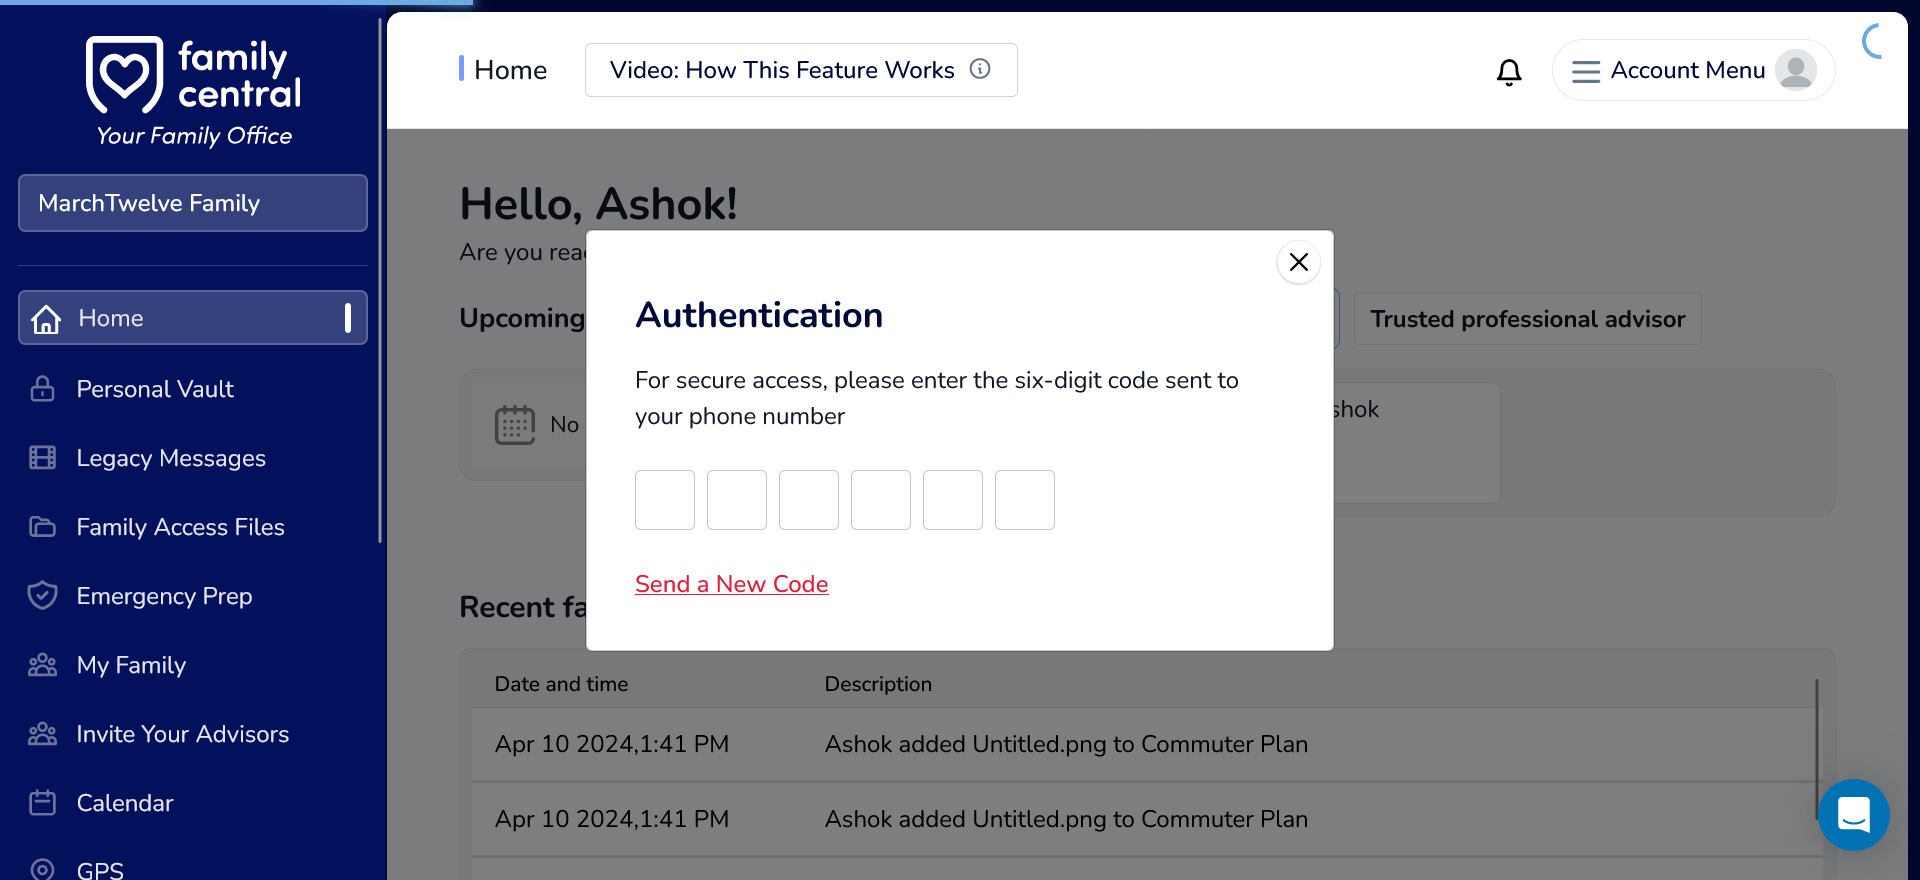 family
central
Your Family Office
MarchTwelve Family
Home
Personal Vault
Legacy Messages
Family Access Files
Emergency Prep
My Family
Invite Your Advisors
Calendar
GPS
Home
Video: How This Feature Works
Account Menu
Hello, Ashok!
Are you
Upcoming
Trusted professional advisor
No
Authentication
For secure access, please enter the six-digit code sent to
your phone number
Send a New Code
Recent
Date and time Description
Apr 10 2024,1:41 PM Ashok added Untitled.png to Commuter Plan
Apr 10 2024,1:41 PM Ashok added Untitled.png to Commuter Plan